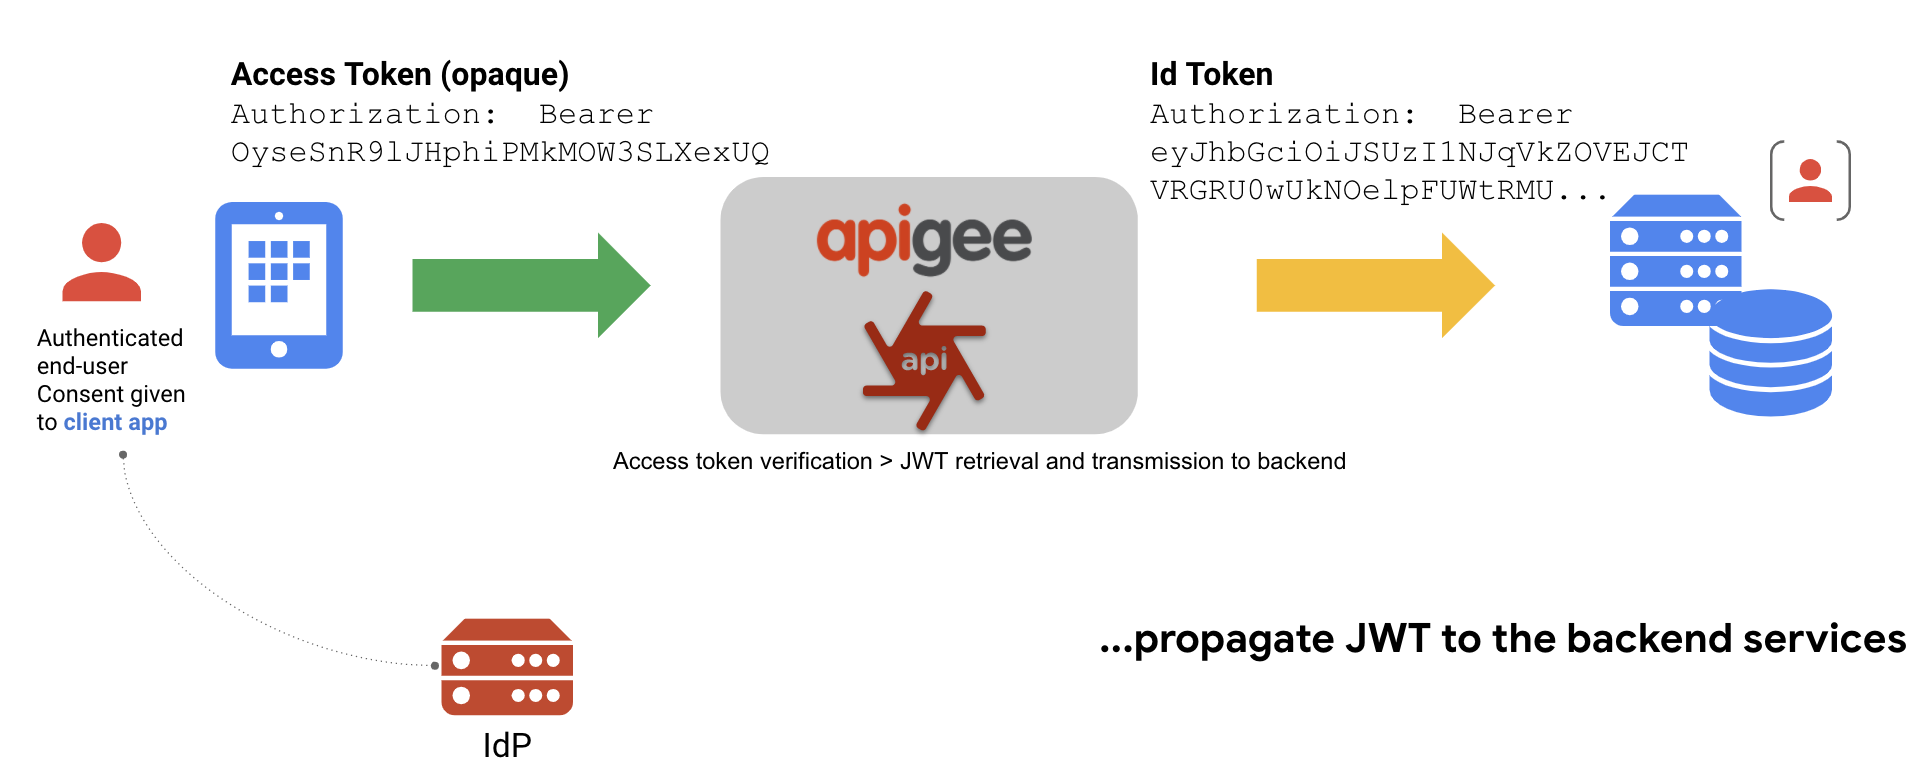 Access Token (opaque)
Authorization: Bearer
OyseSnR9lJHphiPMkMOW3SLXexUQ
Id Token
Authorization: Bearer
eyJhbGciOiJSUzI1NJqVkZOVEJCT
VRGRU0wUkNOelpFUWtRMU...
apigee
api
Authenticated
end-user
Consent given
to client app
Access token verification > JWT retrieval and transmission to backend
...propagate JWT to the backend services
IdP